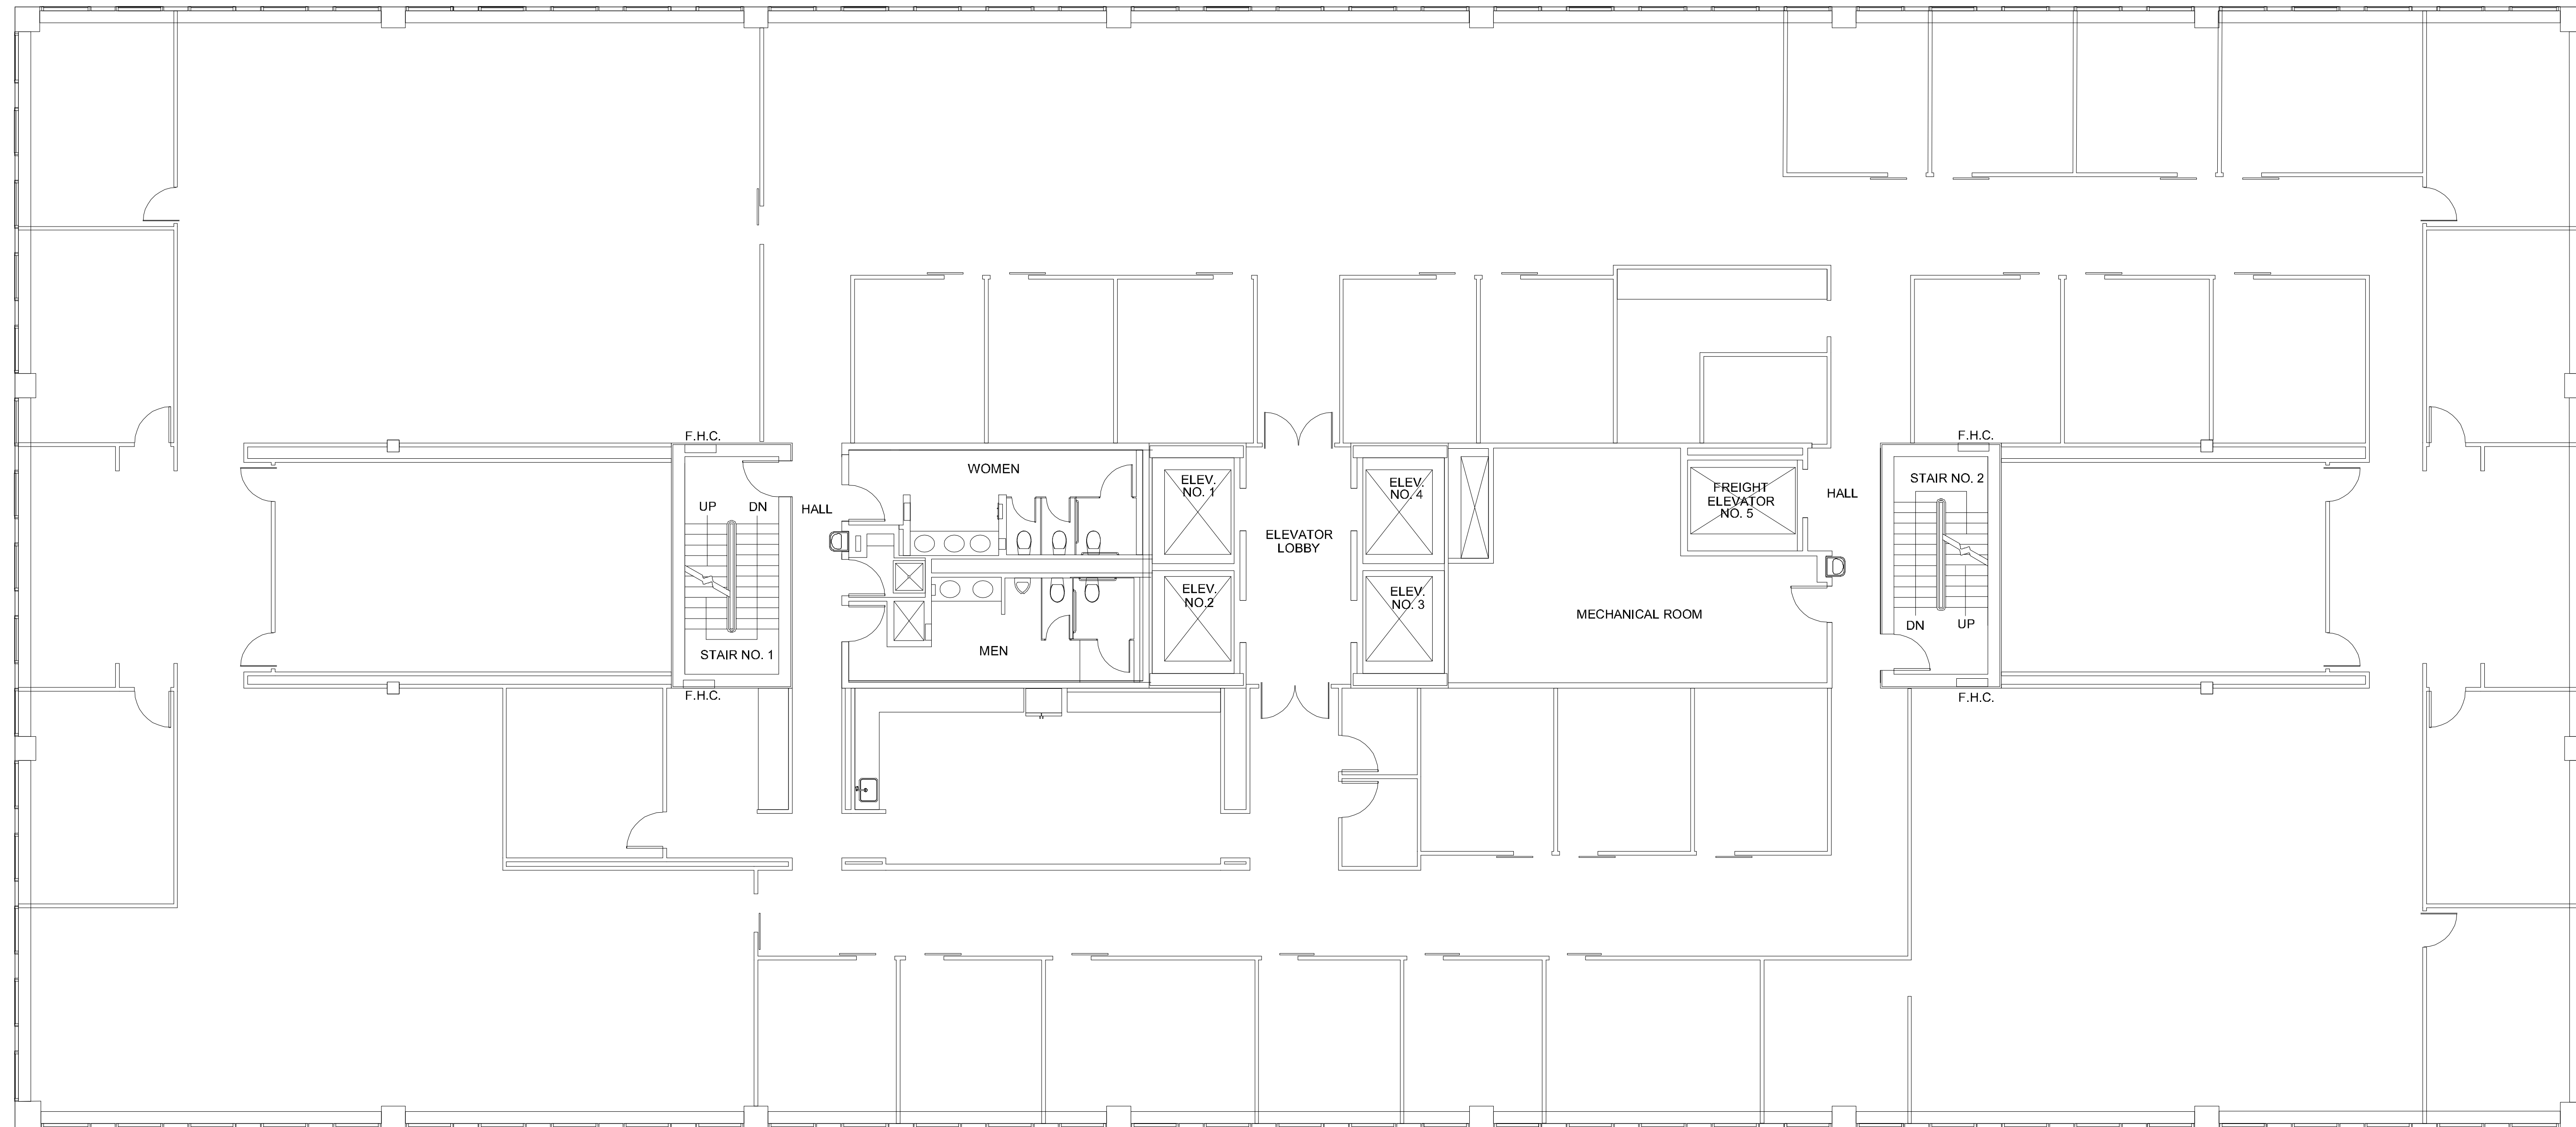 F.H.C.
F.H.C.
WOMEN
ELEV.
NO. 1
ELEV.
NO. 4
FREIGHT
ELEVATOR
NO. 5
HALL
STAIR NO. 2
UP
DN
HALL
ELEVATOR
LOBBY
ELEV.
NO.2
ELEV.
NO. 3
MECHANICAL ROOM
DN
UP
STAIR NO. 1
MEN
F.H.C.
F.H.C.